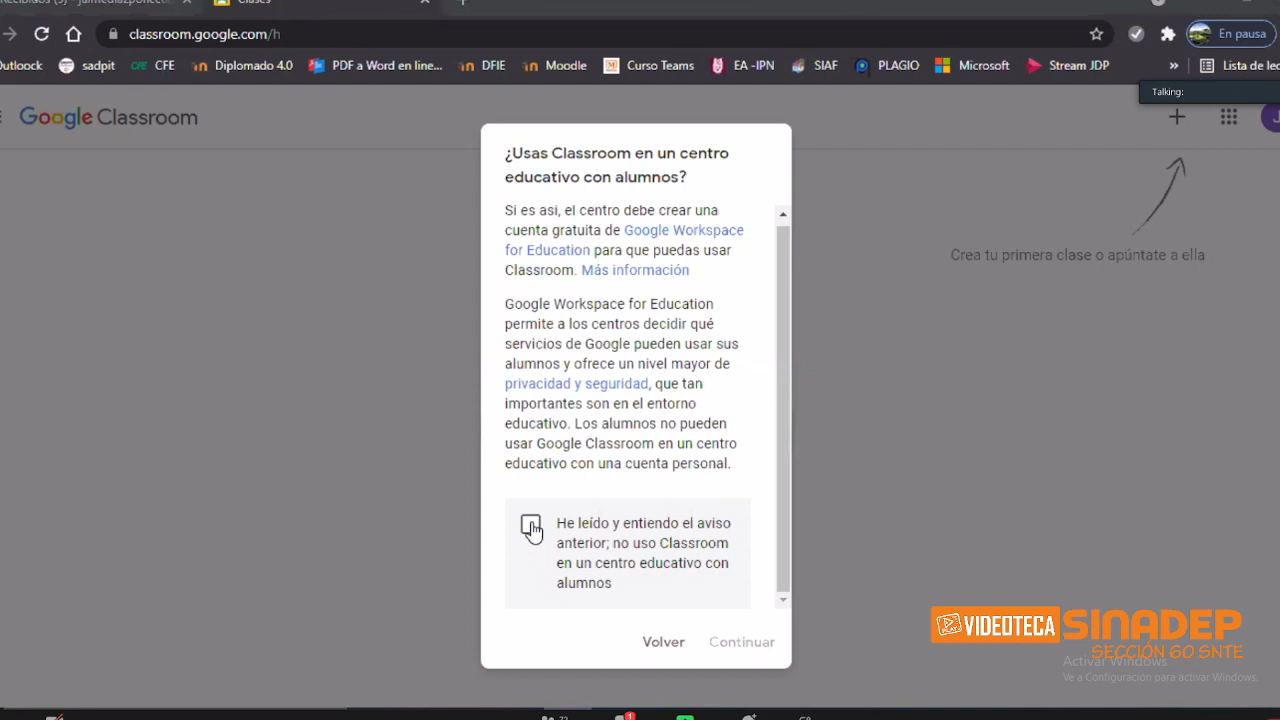 Clases
classroom.google.com/h
En pausa
Outloock
sadpit
CFE
CFE
Diplomado 4.0
PDF a Word en line...
DFIE
Moodle
Curso Teams
EA -IPN
SIAF
PLAGIO
Microsoft
Stream JDP
»
Lista de lec
Talking:
Google Classroom
J
¿Usas Classroom en un centro
educativo con alumnos?
Si es así, el centro debe crear una
cuenta gratuita de Google Workspace
for Education para que puedas usar
Classroom. Más información
Crea tu primera clase o apúntate a ella
Google Workspace for Education
permite a los centros decidir qué
servicios de Google pueden usar sus
alumnos y ofrece un nivel mayor de
privacidad y seguridad, que tan
importantes son en el entorno
educativo. Los alumnos no pueden
usar Google Classroom en un centro
educativo con una cuenta personal.
He leído y entiendo el aviso
anterior; no uso Classroom
en un centro educativo con
alumnos
Volver
Continuar
PLAY
VIDEOTECA SINADEP
SECCIÓN 60 SNTE
Activar Windows
Ve a Configuración para activar Windows.
1